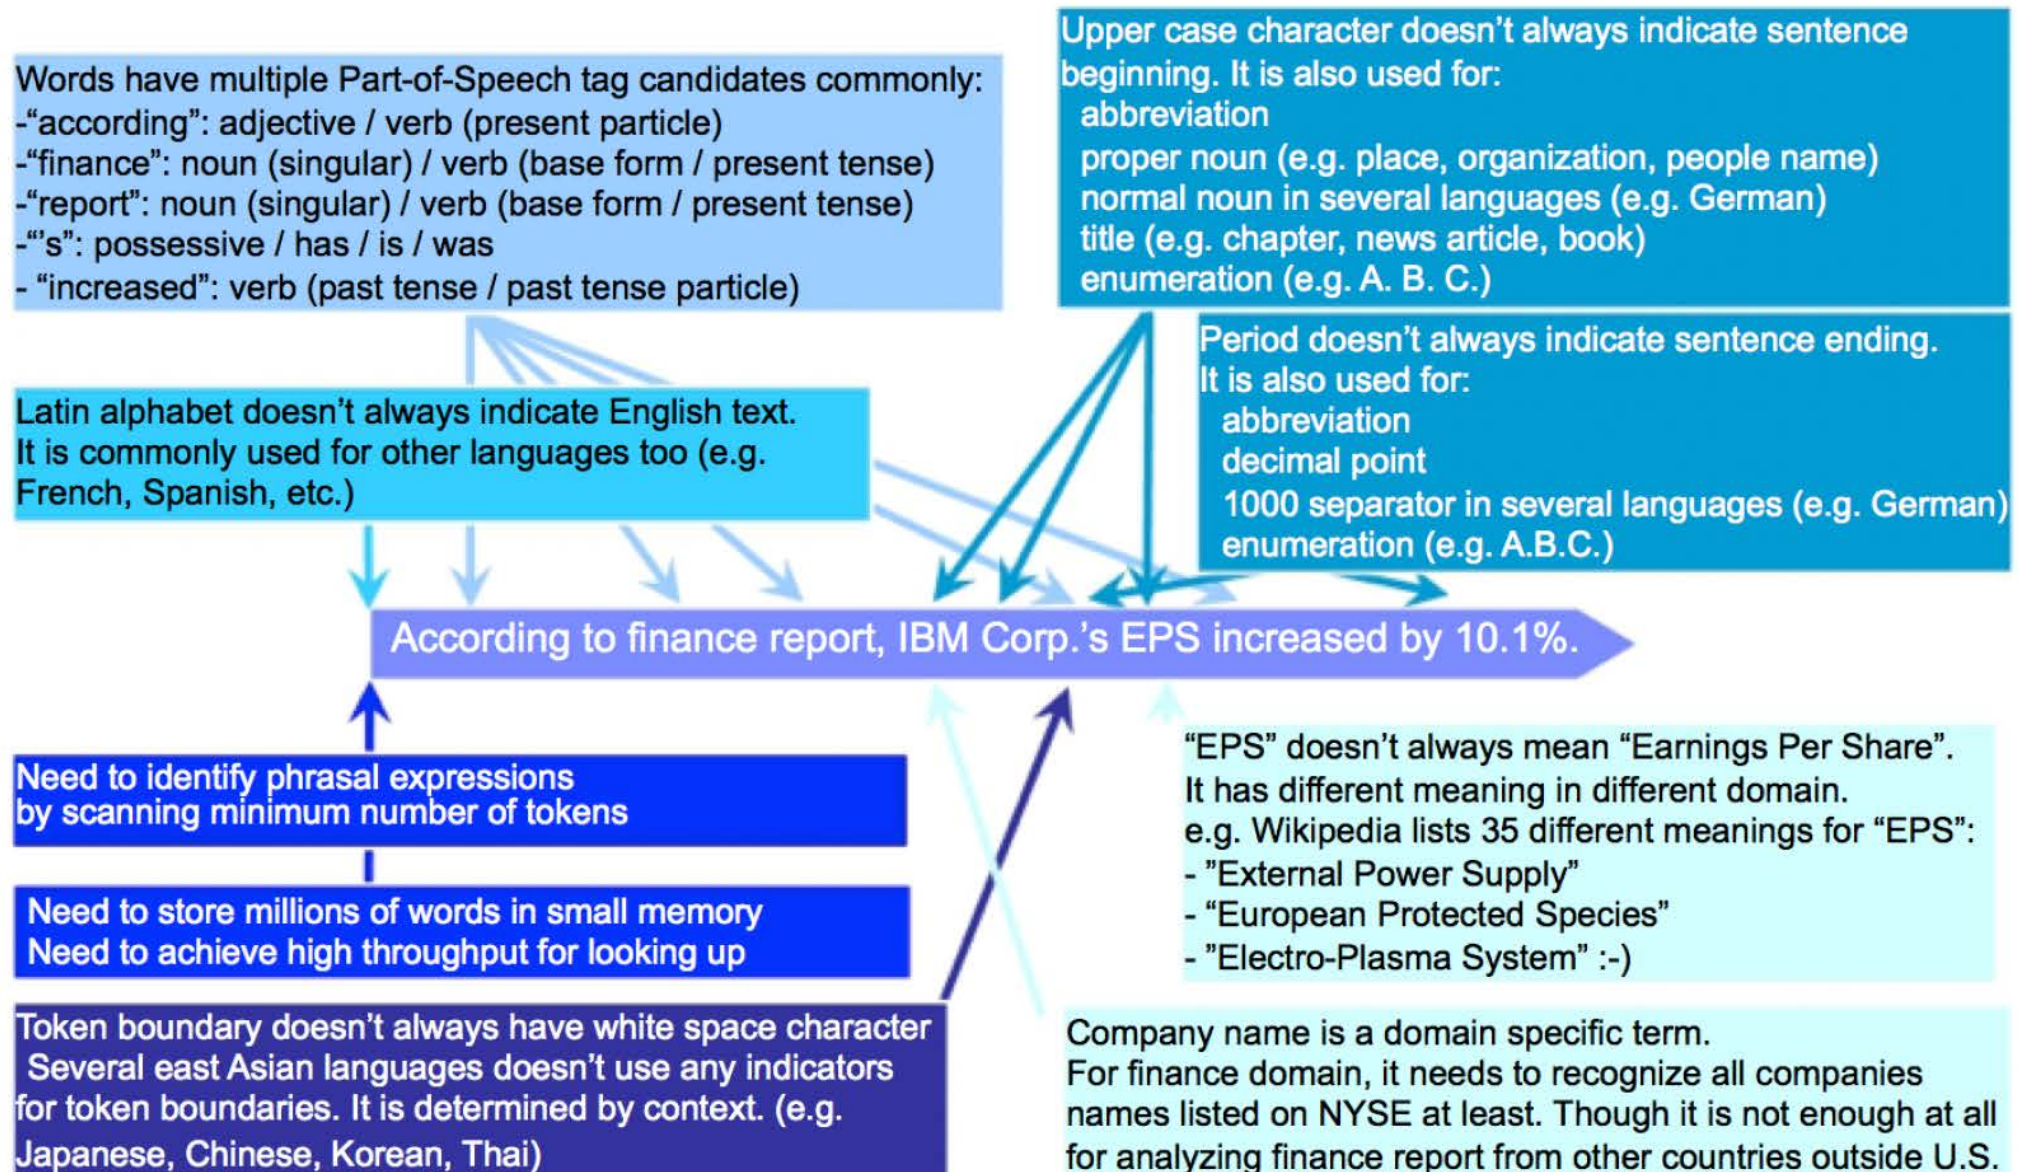 Words have multiple Part-of-Speech tag candidates commonly:
-“according”: adjective / verb (present particle)
-“finance”: noun (singular) / verb (base form / present tense)
-“report”: noun (singular) / verb (base form / present tense)
-“’s”: possessive / has / is / was
- “increased”: verb (past tense / past tense particle)
Upper case character doesn’t always indicate sentence
beginning. It is also used for:
abbreviation
proper noun (e.g. place, organization, people name)
normal noun in several languages (e.g. German)
title (e.g. chapter, news article, book)
enumeration (e.g. A. B. C.)
Period doesn’t always indicate sentence ending.
It is also used for:
abbreviation
decimal point
1000 separator in several languages (e.g. German)
enumeration (e.g. A.B.C.)
Latin alphabet doesn’t always indicate English text.
It is commonly used for other languages too (e.g.
French, Spanish, etc.)
According to finance report, IBM Corp.’s EPS increased by 10.1%.
Need to identify phrasal expressions
by scanning minimum number of tokens
Need to store millions of words in small memory
Need to achieve high throughput for looking up
Token boundary doesn’t always have white space character
Several east Asian languages doesn’t use any indicators
for token boundaries. It is determined by context. (e.g.
Japanese, Chinese, Korean, Thai)
“EPS” doesn’t always mean “Earnings Per Share”.
It has different meaning in different domain.
e.g. Wikipedia lists 35 different meanings for “EPS”:
- ”External Power Supply”
- “European Protected Species”
- ”Electro-Plasma System” :-)
Company name is a domain specific term.
For finance domain, it needs to recognize all companies
names listed on NYSE at least. Though it is not enough at all
for analyzing finance report from other countries outside U.S.